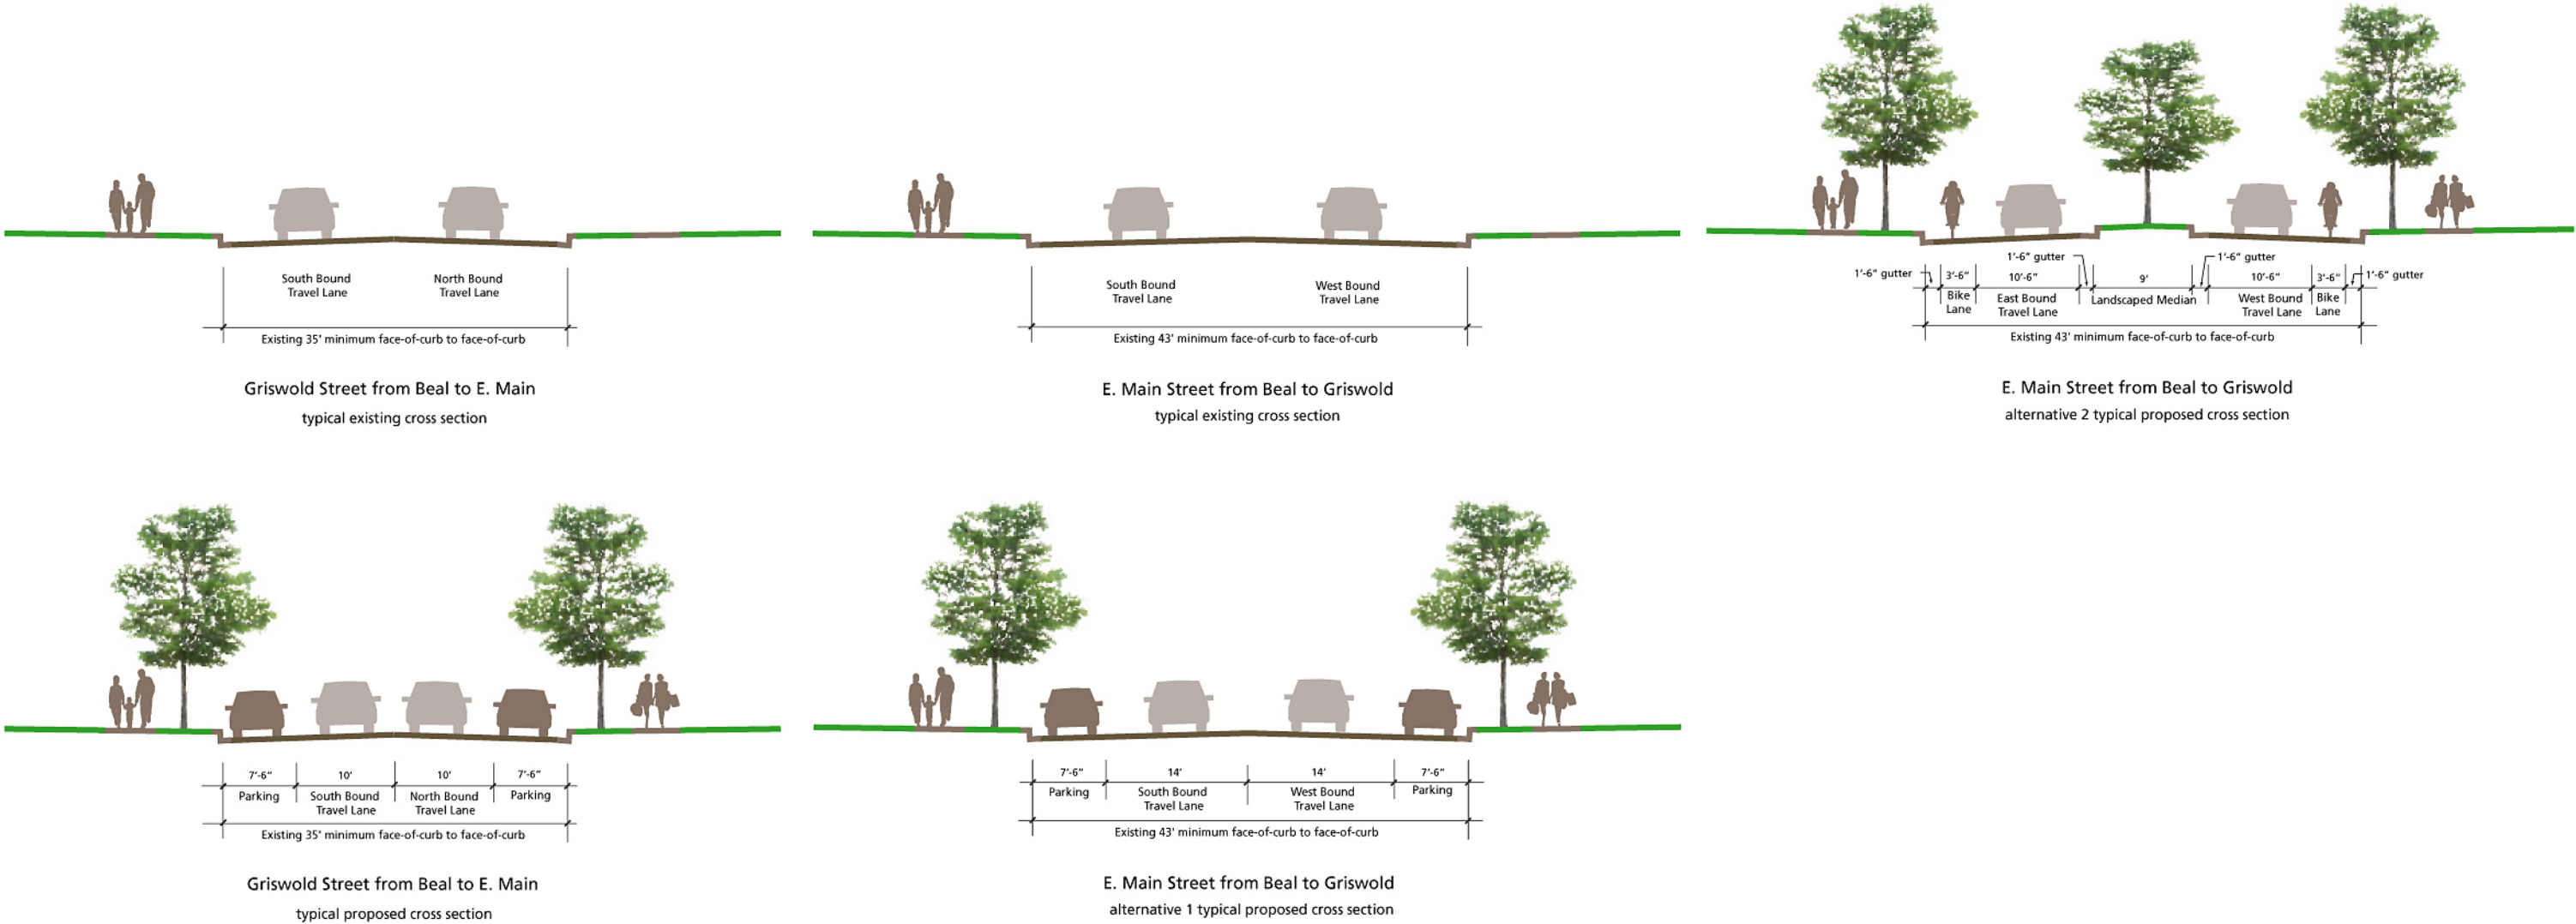 South Bound
Travel Lane
North Bound
Travel Lane
Existing 35' minimum face-of-curb to face-of-curb
Griswold Street from Beal to E. Main
typical existing cross section
South Bound
Travel Lane
West Bound
Travel Lane
Existing 43' minimum face-of-curb to face-of-curb
E. Main Street from Beal to Griswold
typical existing cross section
1'-6" gutter
1'-6" gutter
1'-6" gutter
3'-6"
10'-6"
9'
10'-6"
3'-6"
1'-6" gutter
Bike
Lane
East Bound
Travel Lane
Landscaped Median
West Bound
Travel Lane
Bike
Lane
Existing 43' minimum face-of-curb to face-of-curb
E. Main Street from Beal to Griswold
alternative 2 typical proposed cross section
7'-6"
10'
10'
7'-6"
Parking
South Bound
Travel Lane
North Bound
Travel Lane
Parking
Existing 35' minimum face-of-curb to face-of-curb
Griswold Street from Beal to E. Main
typical proposed cross section
7'-6"
14'
14'
7'-6"
Parking
South Bound
Travel Lane
West Bound
Travel Lane
Parking
Existing 43' minimum face-of-curb to face-of-curb
E. Main Street from Beal to Griswold
alternative 1 typical proposed cross section